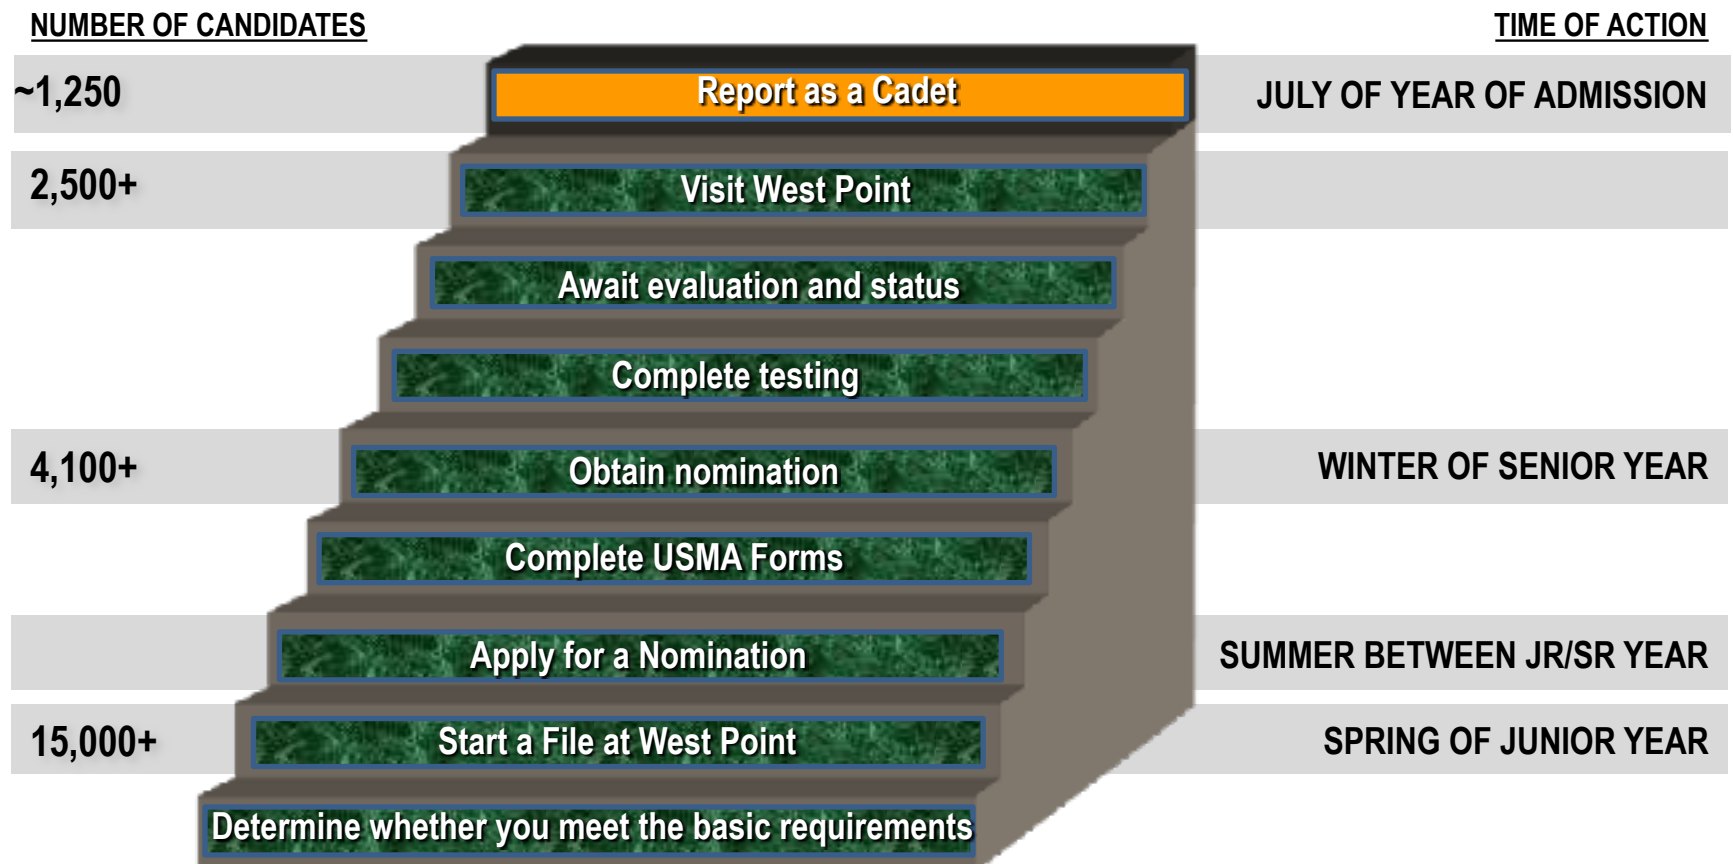 NUMBER OF CANDIDATES
TIME OF ACTION
~1,250
Report as a Cadet
JULY OF YEAR OF ADMISSION
2,500+
Visit West Point
Await evaluation and status
Complete testing
4,100+
Obtain nomination
WINTER OF SENIOR YEAR
Complete USMA Forms
Apply for a Nomination
SUMMER BETWEEN JR/SR YEAR
15,000+
Start a File at West Point
SPRING OF JUNIOR YEAR
Determine whether you meet the basic requirements